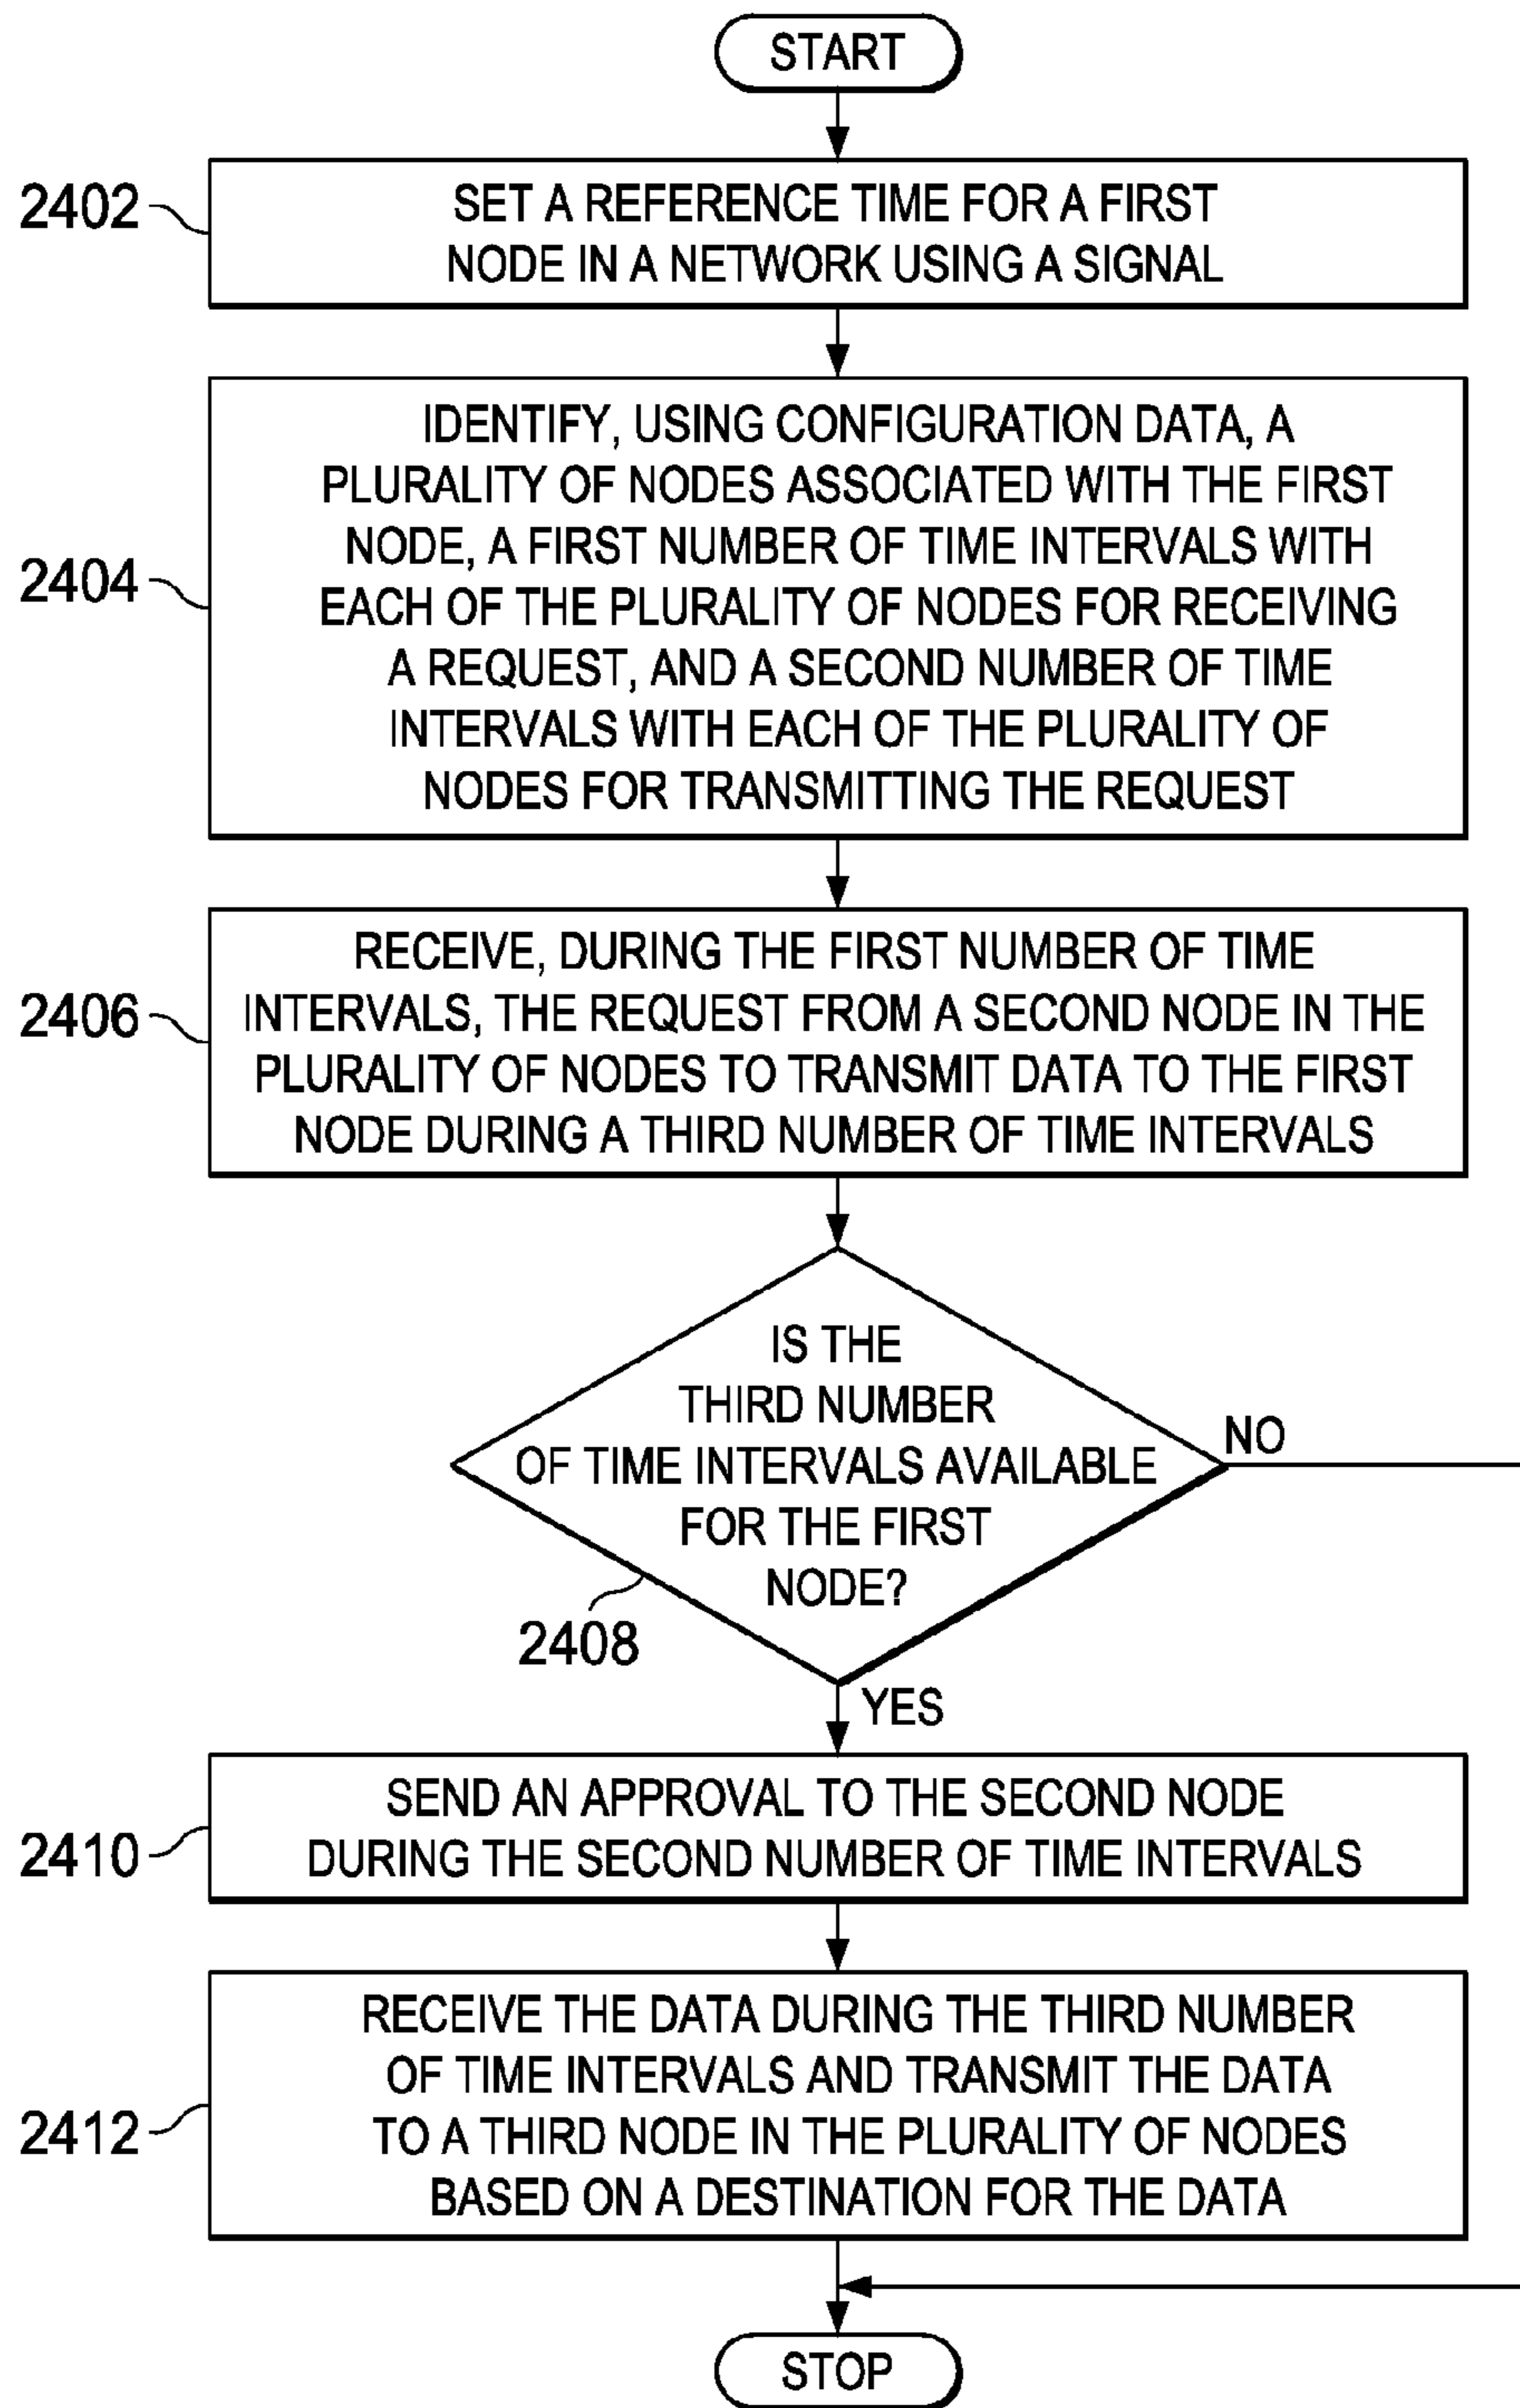 START
2402
SET A REFERENCE TIME FOR A FIRST
NODE IN A NETWORK USING A SIGNAL
2404
IDENTIFY, USING CONFIGURATION DATA, A
PLURALITY OF NODES ASSOCIATED WITH THE FIRST
NODE, A FIRST NUMBER OF TIME INTERVALS WITH
EACH OF THE PLURALITY OF NODES FOR RECEIVING
A REQUEST, AND A SECOND NUMBER OF TIME
INTERVALS WITH EACH OF THE PLURALITY OF
NODES FOR TRANSMITTING THE REQUEST
2406
RECEIVE, DURING THE FIRST NUMBER OF TIME
INTERVALS, THE REQUEST FROM A SECOND NODE IN THE
PLURALITY OF NODES TO TRANSMIT DATA TO THE FIRST
NODE DURING A THIRD NUMBER OF TIME INTERVALS
IS THE
THIRD NUMBER
OF TIME INTERVALS AVAILABLE
FOR THE FIRST
NODE?
NO
2408
YES
2410
SEND AN APPROVAL TO THE SECOND NODE
DURING THE SECOND NUMBER OF TIME INTERVALS
2412
RECEIVE THE DATA DURING THE THIRD NUMBER
OF TIME INTERVALS AND TRANSMIT THE DATA
TO A THIRD NODE IN THE PLURALITY OF NODES
BASED ON A DESTINATION FOR THE DATA
STOP